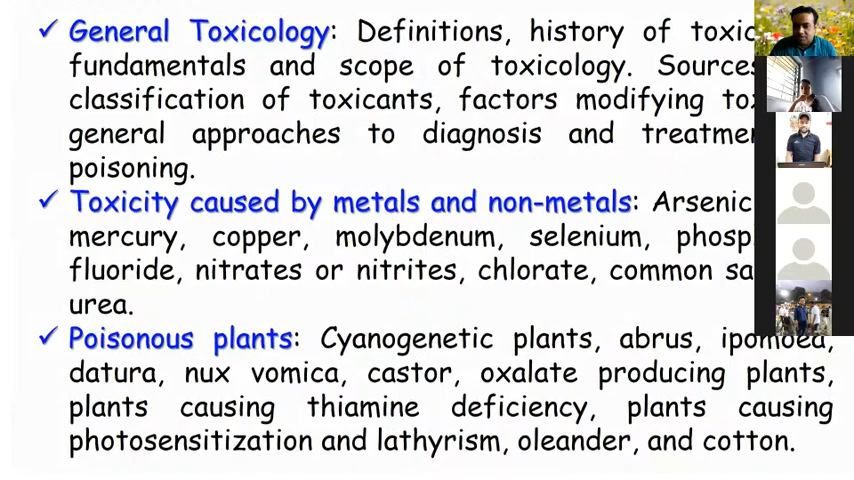 ✓ General Toxicology: Definitions, history of toxic
fundamentals and scope of toxicology. Sources
classification of toxicants, factors modifying tox
general approaches to diagnosis and treatmen
poisoning.
✓ Toxicity caused by metals and non-metals: Arsenic
mercury, copper, molybdenum, selenium, phosp
fluoride, nitrates or nitrites, chlorate, common sa
urea.
✓ Poisonous plants: Cyanogenetic plants, abrus, ipomoea,
datura, nux vomica, castor, oxalate producing plants,
plants causing thiamine deficiency, plants causing
photosensitization and lathyrism, oleander, and cotton.